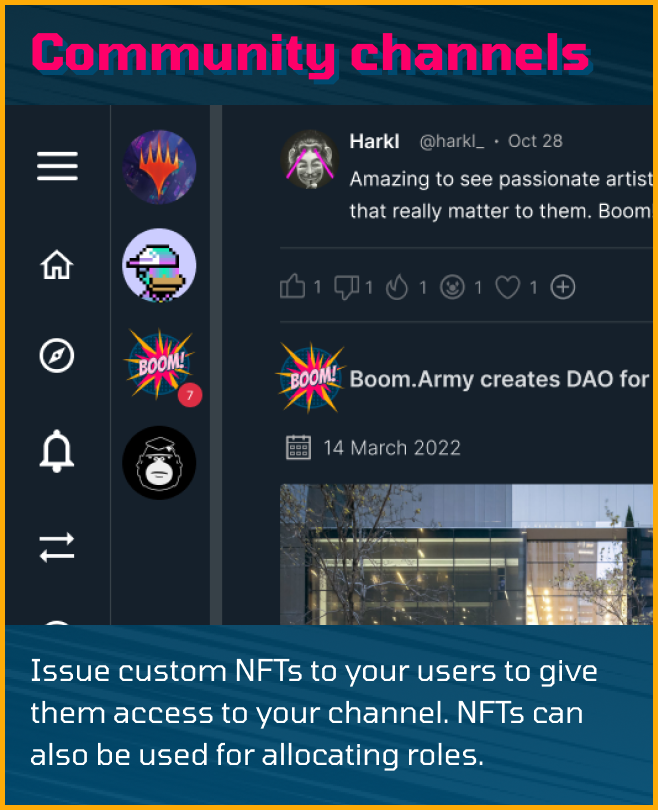 Community channels
Harkl @harkl_ · Oct 28
Amazing to see passionate artist
that really matter to them. Boom!
1 1 1 1 1
BOOM!
7
BOOM!
Boom.Army creates DAO for
14 March 2022
Issue custom NFTs to your users to give
them access to your channel. NFTs can
also be used for allocating roles.